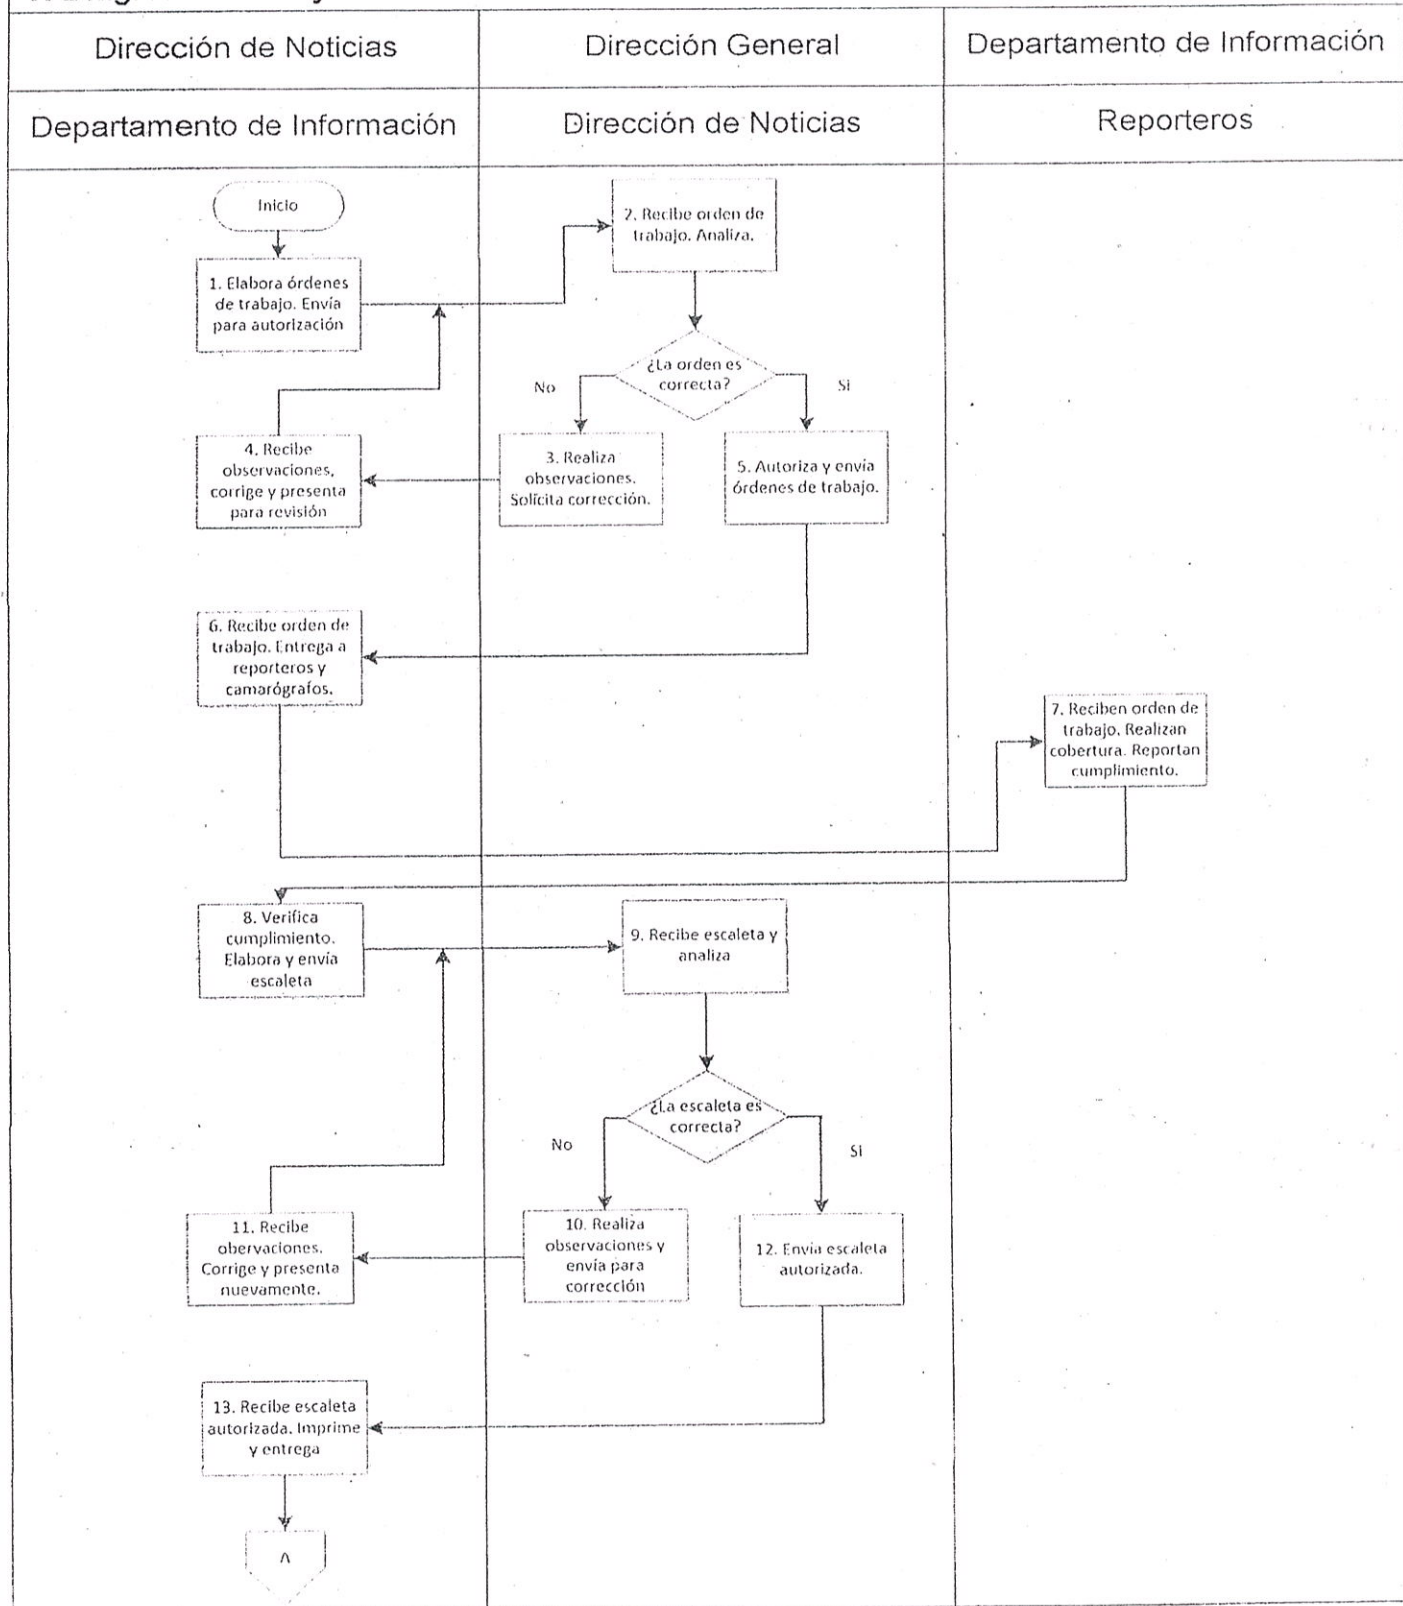 Dirección de Noticias
Dirección General
Departamento de Información
Departamento de Información
Dirección de Noticias
Reporteros
Inicio
2. Recibe orden de
trabajo. Analiza.
1. Elabora órdenes
de trabajo. Envía
para autorización
¿La orden es
correcta?
No
Si
4. Recibe
observaciones,
corrige y presenta
para revisión
3. Realiza
observaciones.
Solicita corrección.
5. Autoriza y envía
órdenes de trabajo.
6. Recibe orden de
trabajo. Entrega a
reporteros y
camarógrafos.
7. Reciben orden de
trabajo. Realizan
cobertura. Reportan
cumplimiento.
8. Verifica
cumplimiento.
Elabora y envía
escaleta
9. Recibe escaleta y
analiza
¿La escaleta es
correcta?
No
Si
11. Recibe
obervaciones.
Corrige y presenta
nuevamente.
10. Realiza
observaciones y
envía para
corrección
12. Envía escaleta
autorizada.
13. Recibe escaleta
autorizada. Imprime
y entrega
A